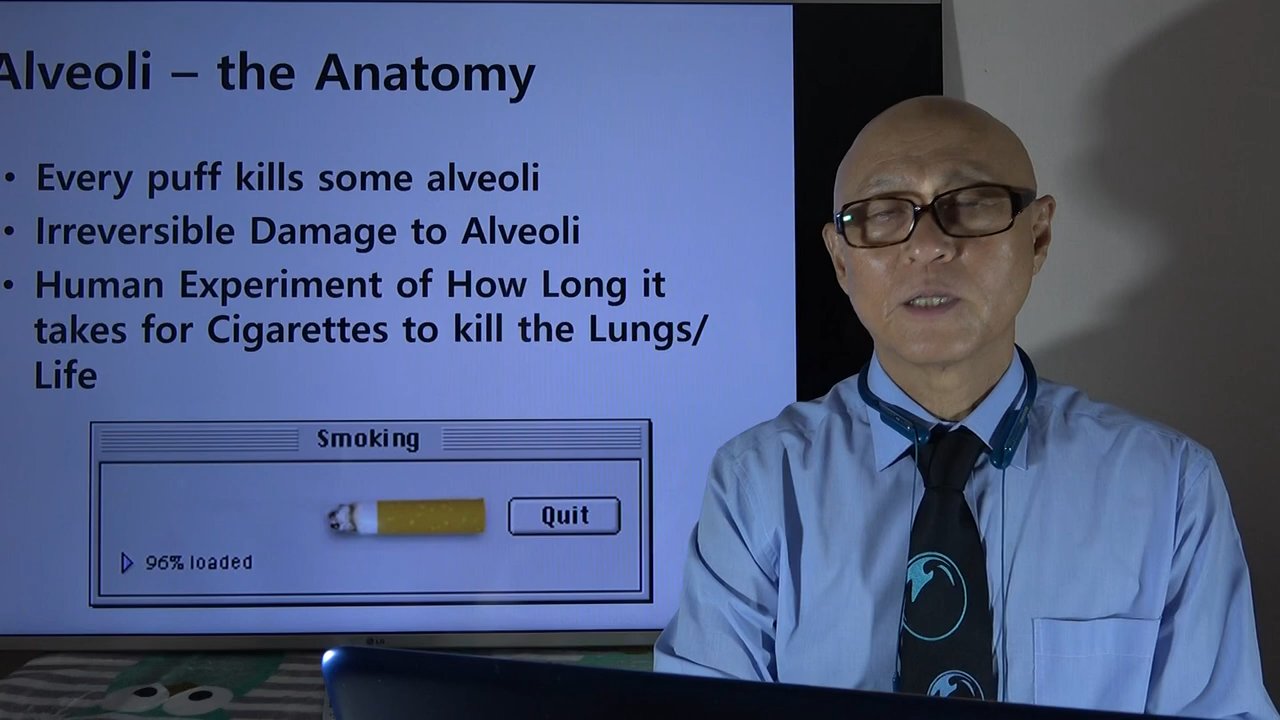 Alveoli – the Anatomy
• Every puff kills some alveoli
• Irreversible Damage to Alveoli
• Human Experiment of How Long it
takes for Cigarettes to kill the Lungs/
Life
Smoking
Quit
96% loaded
LG